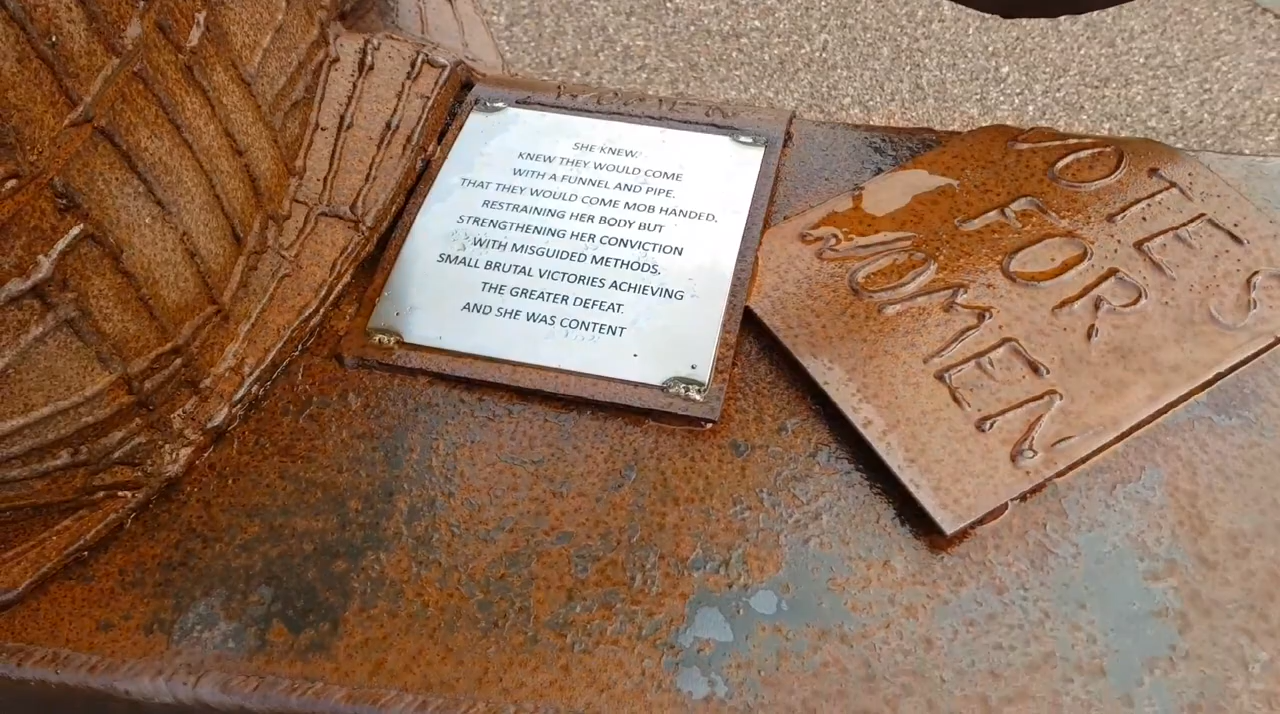 SHE KNEW.
KNEW THEY WOULD COME
WITH A FUNNEL AND PIPE.
THAT THEY WOULD COME MOB HANDED,
RESTRAINING HER BODY BUT
STRENGTHENING HER CONVICTION
WITH MISGUIDED METHODS,
SMALL BRUTAL VICTORIES ACHIEVING
THE GREATER DEFEAT.
AND SHE WAS CONTENT
VOTES
FOR
WOMEN